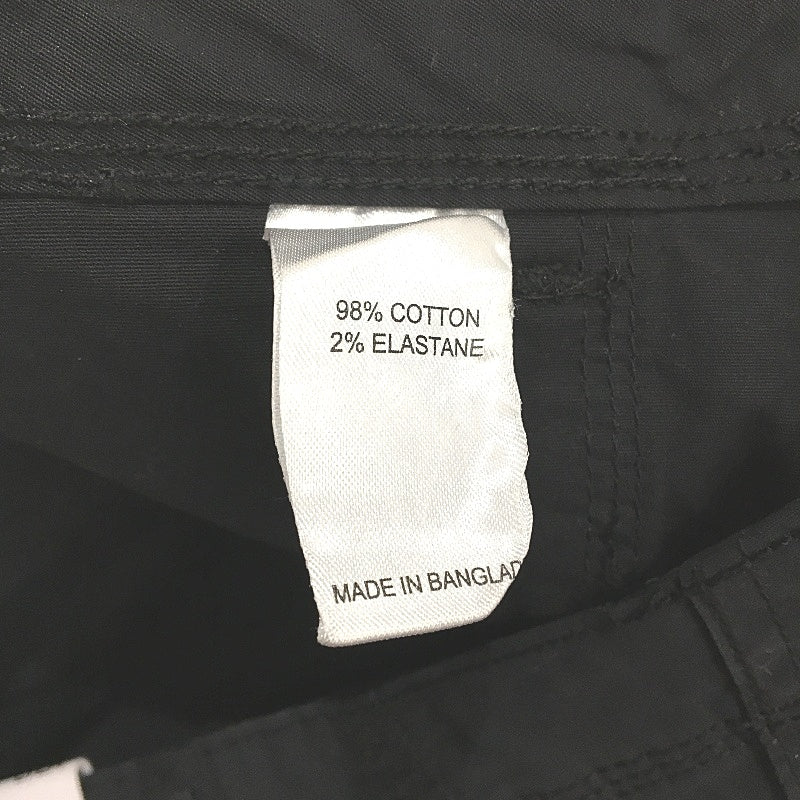 98% COTTON
2% ELASTANE
MADE IN BANGLAD